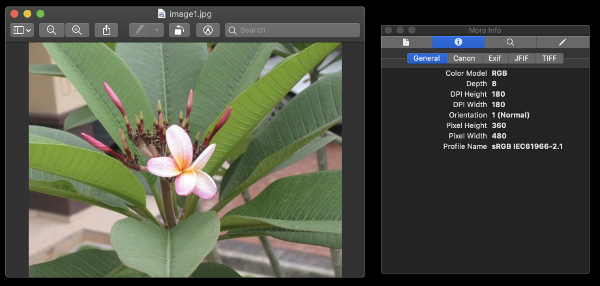 image1.jpg
Search
More Info
General Canon Exif JFIF TIFF
Color Model RGB
Depth 8
DPI Height 180
DPI Width 180
Orientation 1 (Normal)
Pixel Height 360
Pixel Width 480
Profile Name sRGB IEC61966-2.1